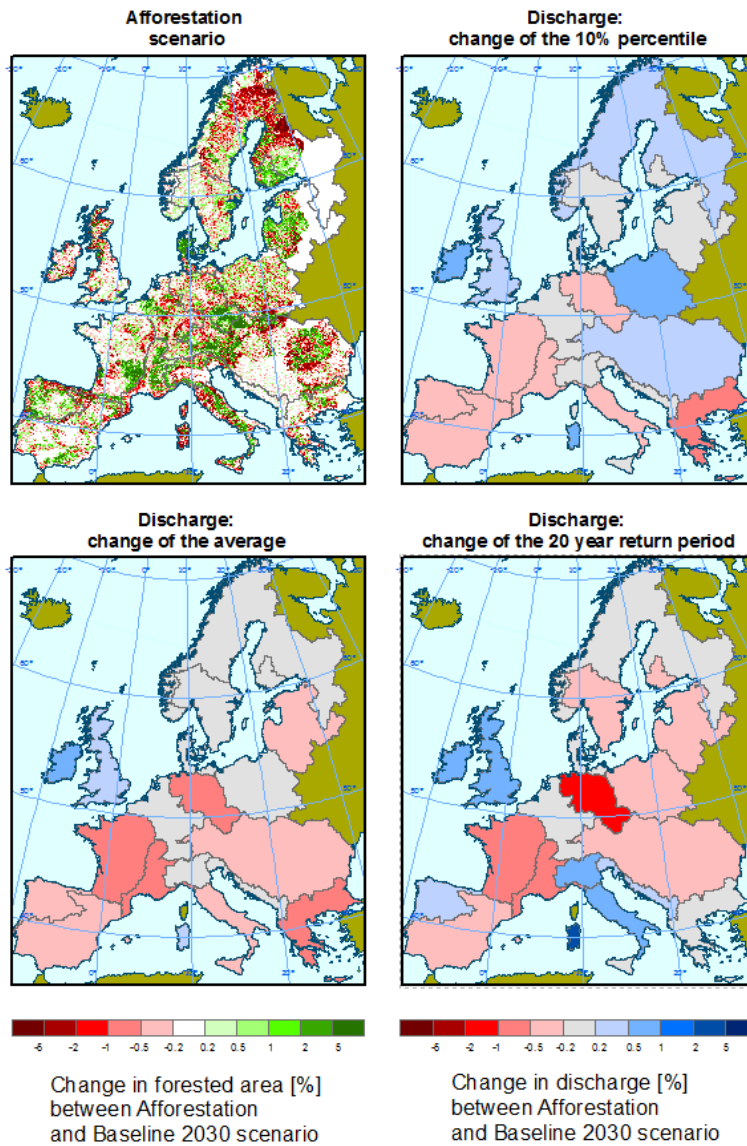 Afforestation
scenario
Discharge:
change of the 10% percentile
Discharge:
change of the average
Discharge:
change of the 20 year return period
-5 -2 -1 -0.5 -0.2 0.2 0.5 1 2 5
-5 -2 -1 -0.5 -0.2 0.2 0.5 1 2 5
Change in forested area [%]
between Afforestation
and Baseline 2030 scenario
Change in discharge [%]
between Afforestation
and Baseline 2030 scenario